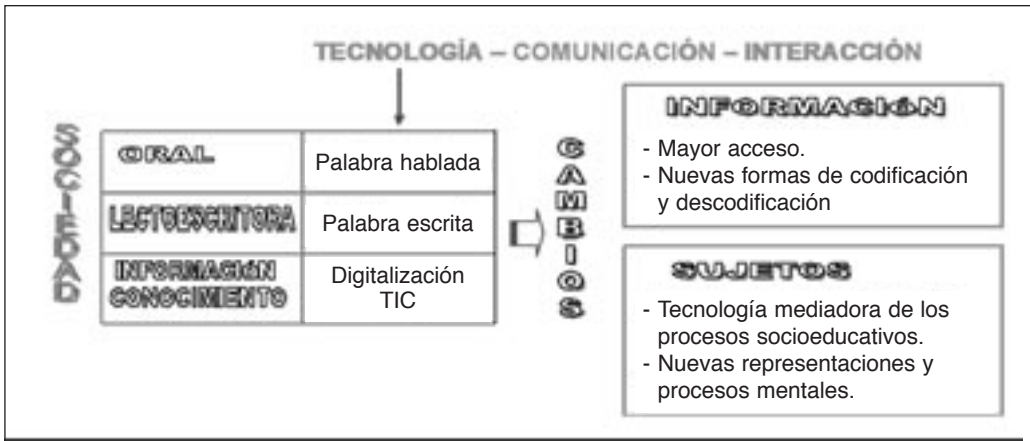 TECNOLOGÍA – COMUNICACIÓN – INTERACCIÓN
SOCIEDAD
ORAL
Palabra hablada
LECTOESCRITORA
Palabra escrita
INFORMACIÓN
CONOCIMIENTO
Digitalización
TIC
CAMBIOS
INFORMACIÓN
- Mayor acceso.
- Nuevas formas de codificación
y descodificación
SUJETOS
- Tecnología mediadora de los
procesos socioeducativos.
- Nuevas representaciones y
procesos mentales.